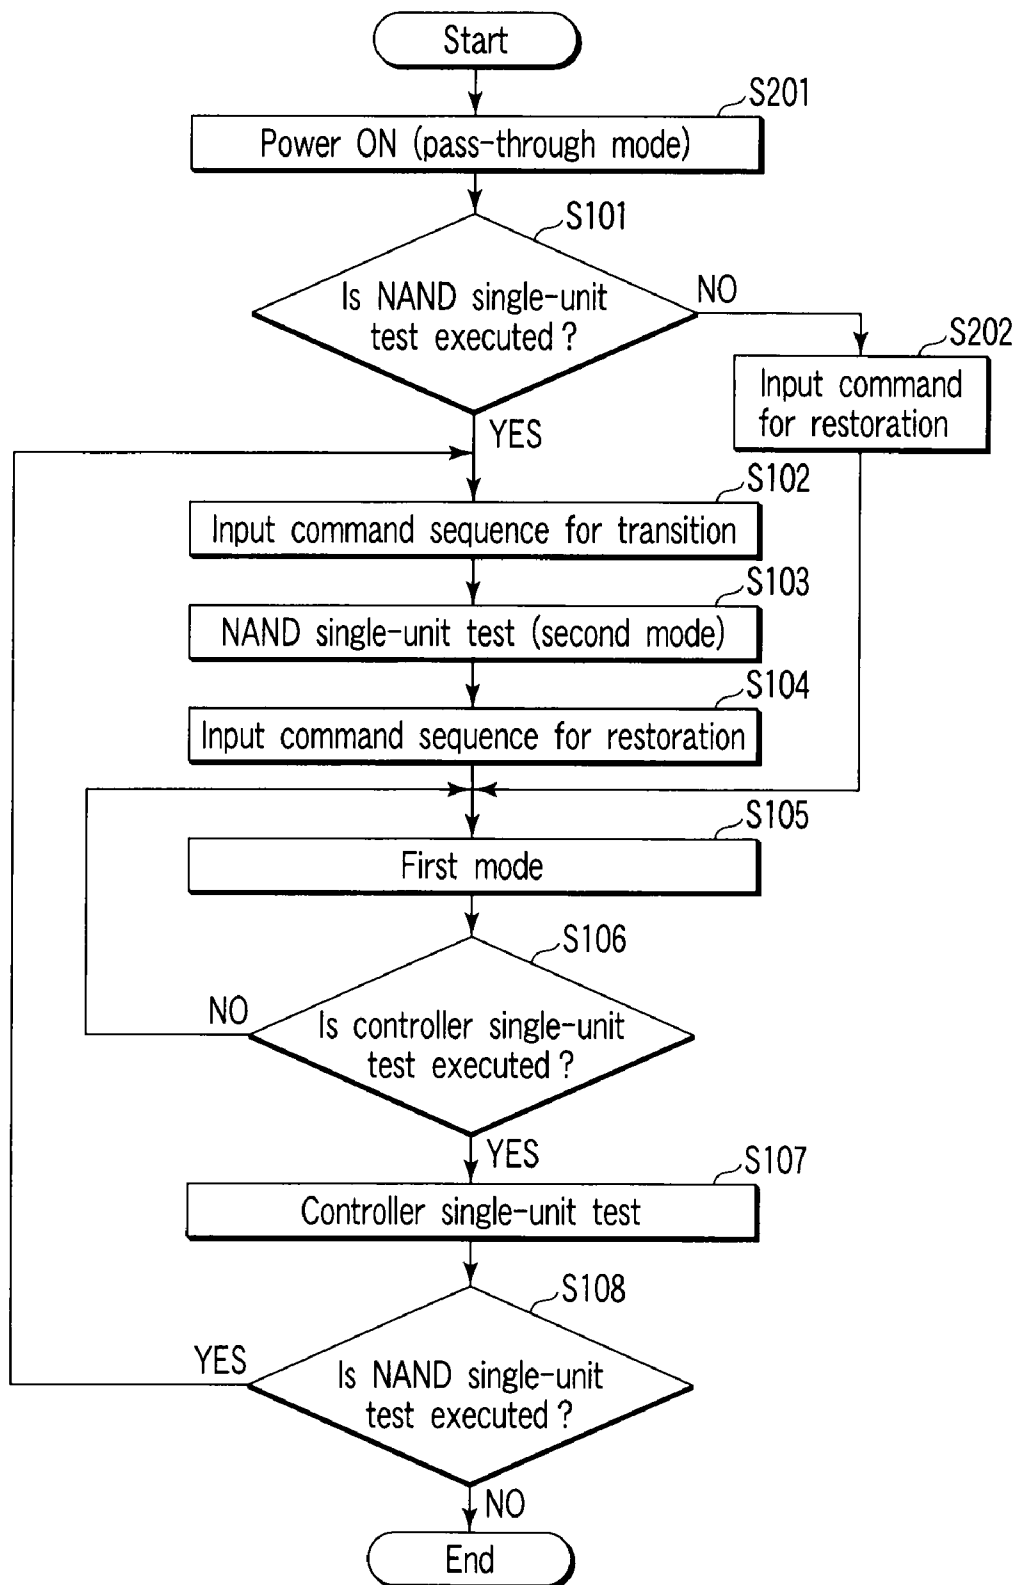 Start
S201
Power ON (pass-through mode)
S101
Is NAND single-unit
test executed?
NO
S202
Input command
for restoration
YES
S102
Input command sequence for transition
S103
NAND single-unit test (second mode)
S104
Input command sequence for restoration
S105
First mode
S106
NO
Is controller single-unit
test executed?
YES
S107
Controller single-unit test
S108
YES
Is NAND single-unit
test executed?
NO
End